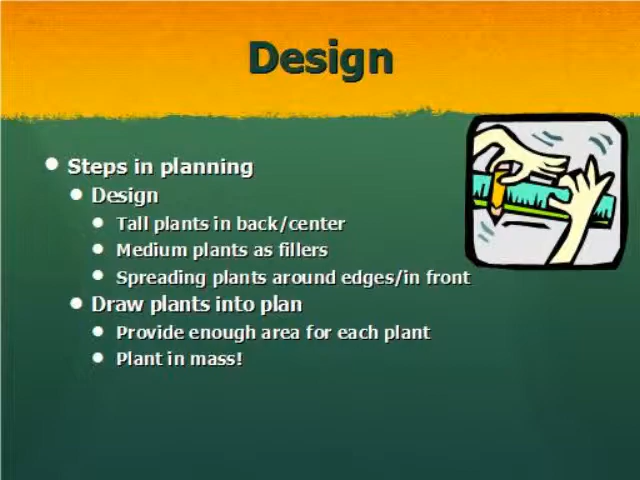 Design
Steps in planning
Design
Tall plants in back/center
Medium plants as fillers
Spreading plants around edges/in front
Draw plants into plan
Provide enough area for each plant
Plant in mass!